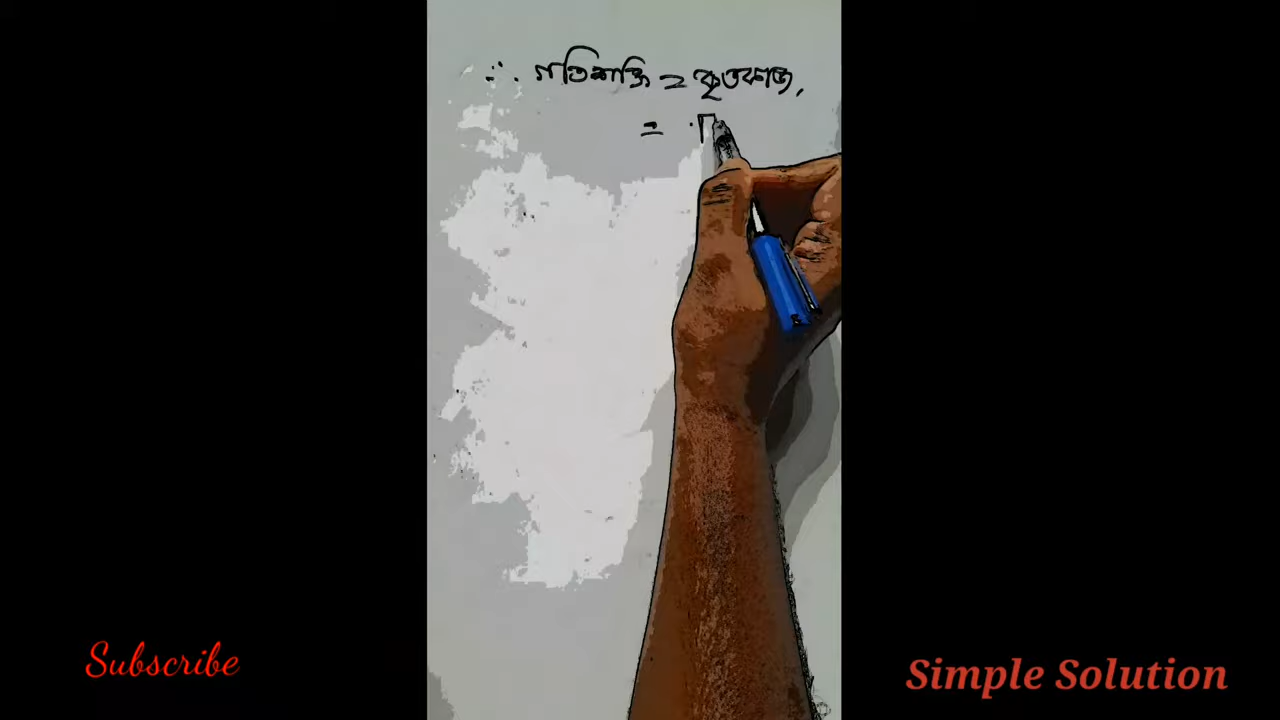 ∴ গতিশক্তি = কৃতকাজ,
=
Subscribe
Simple Solution